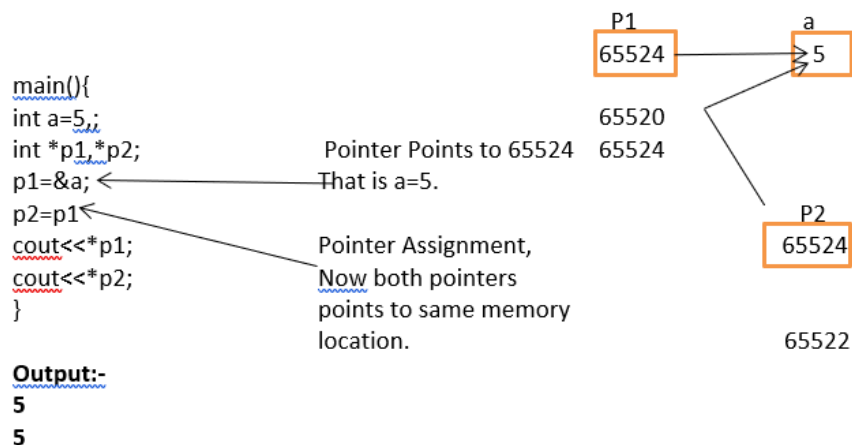 P1 a
65524 5
main(){
int a=5,; 65520
int *p1,*p2; Pointer Points to 65524 65524
p1=&a; That is a=5.
p2=p1 P2
cout<<*p1; Pointer Assignment, 65524
cout<<*p2; Now both pointers
} points to same memory
location. 65522
Output:-
5
5